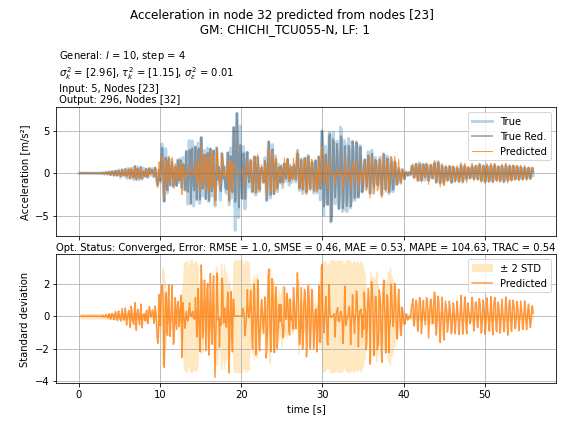 Acceleration in node 32 predicted from nodes [23]
GM: CHICHI_TCU055-N, LF: 1
General: l = 10, step = 4
σ²ₖ = [2.96], τ²ₖ = [1.15], σ²ε = 0.01
Input: 5, Nodes [23]
Output: 296, Nodes [32]
Acceleration [m/s²]
5
0
−5
True
True Red.
Predicted
Opt. Status: Converged, Error: RMSE = 1.0, SMSE = 0.46, MAE = 0.53, MAPE = 104.63, TRAC = 0.54
Standard deviation
2
0
−2
−4
± 2 STD
Predicted
0 10 20 30 40 50
time [s]